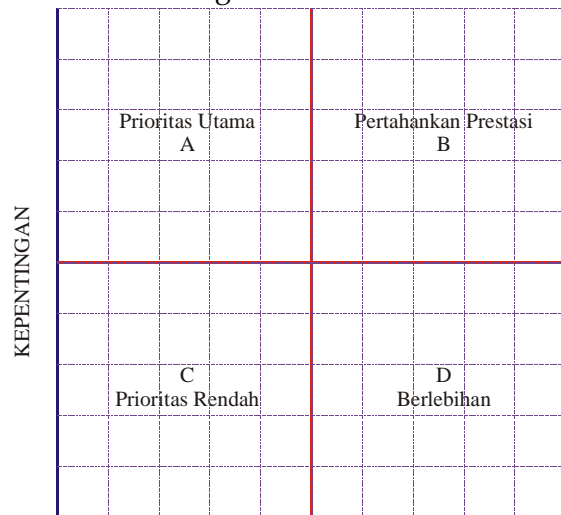 Prioritas Utama
A
Pertahankan Prestasi
B
KEPENTINGAN
C
Prioritas Rendah
D
Berlebihan